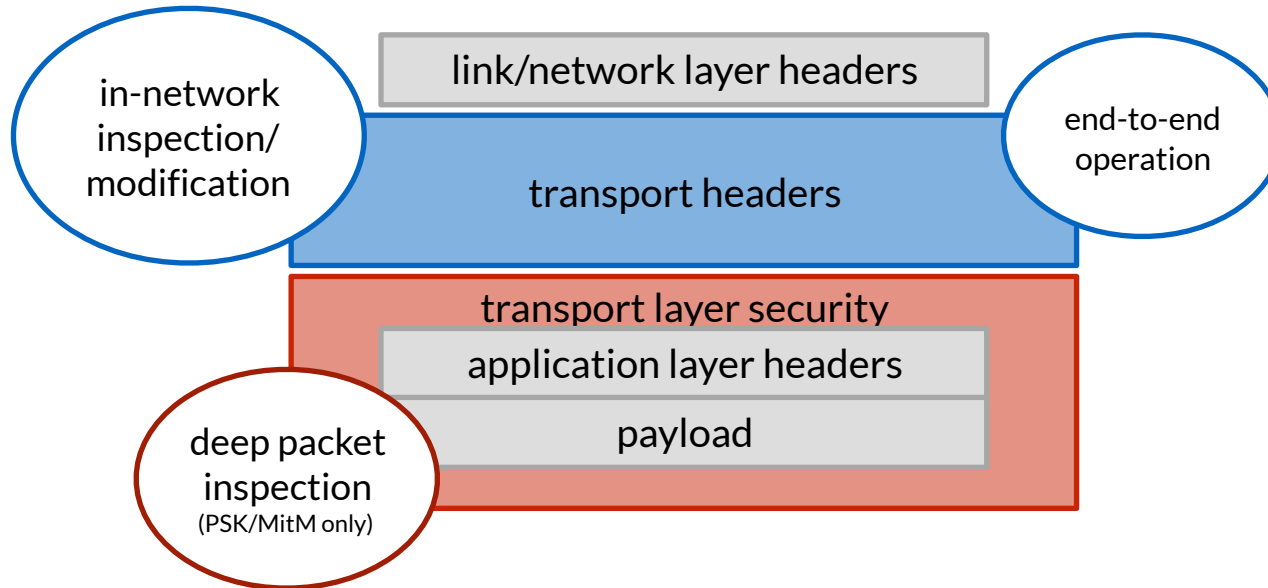 link/network layer headers
in-network
inspection/
modification
end-to-end
operation
transport headers
transport layer security
application layer headers
payload
deep packet
inspection
(PSK/MitM only)